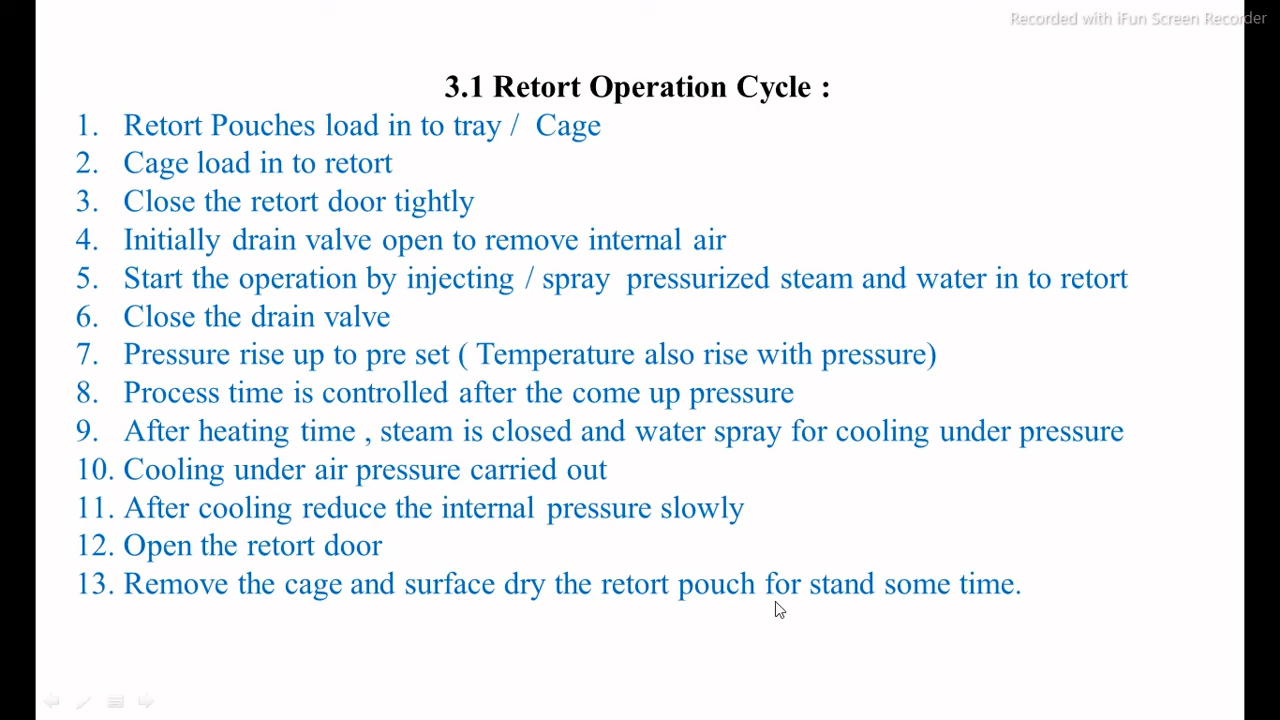 Recorded with iFun Screen Recorder
3.1 Retort Operation Cycle :
1. Retort Pouches load in to tray / Cage
2. Cage load in to retort
3. Close the retort door tightly
4. Initially drain valve open to remove internal air
5. Start the operation by injecting / spray pressurized steam and water in to retort
6. Close the drain valve
7. Pressure rise up to pre set ( Temperature also rise with pressure)
8. Process time is controlled after the come up pressure
9. After heating time , steam is closed and water spray for cooling under pressure
10. Cooling under air pressure carried out
11. After cooling reduce the internal pressure slowly
12. Open the retort door
13. Remove the cage and surface dry the retort pouch for stand some time.